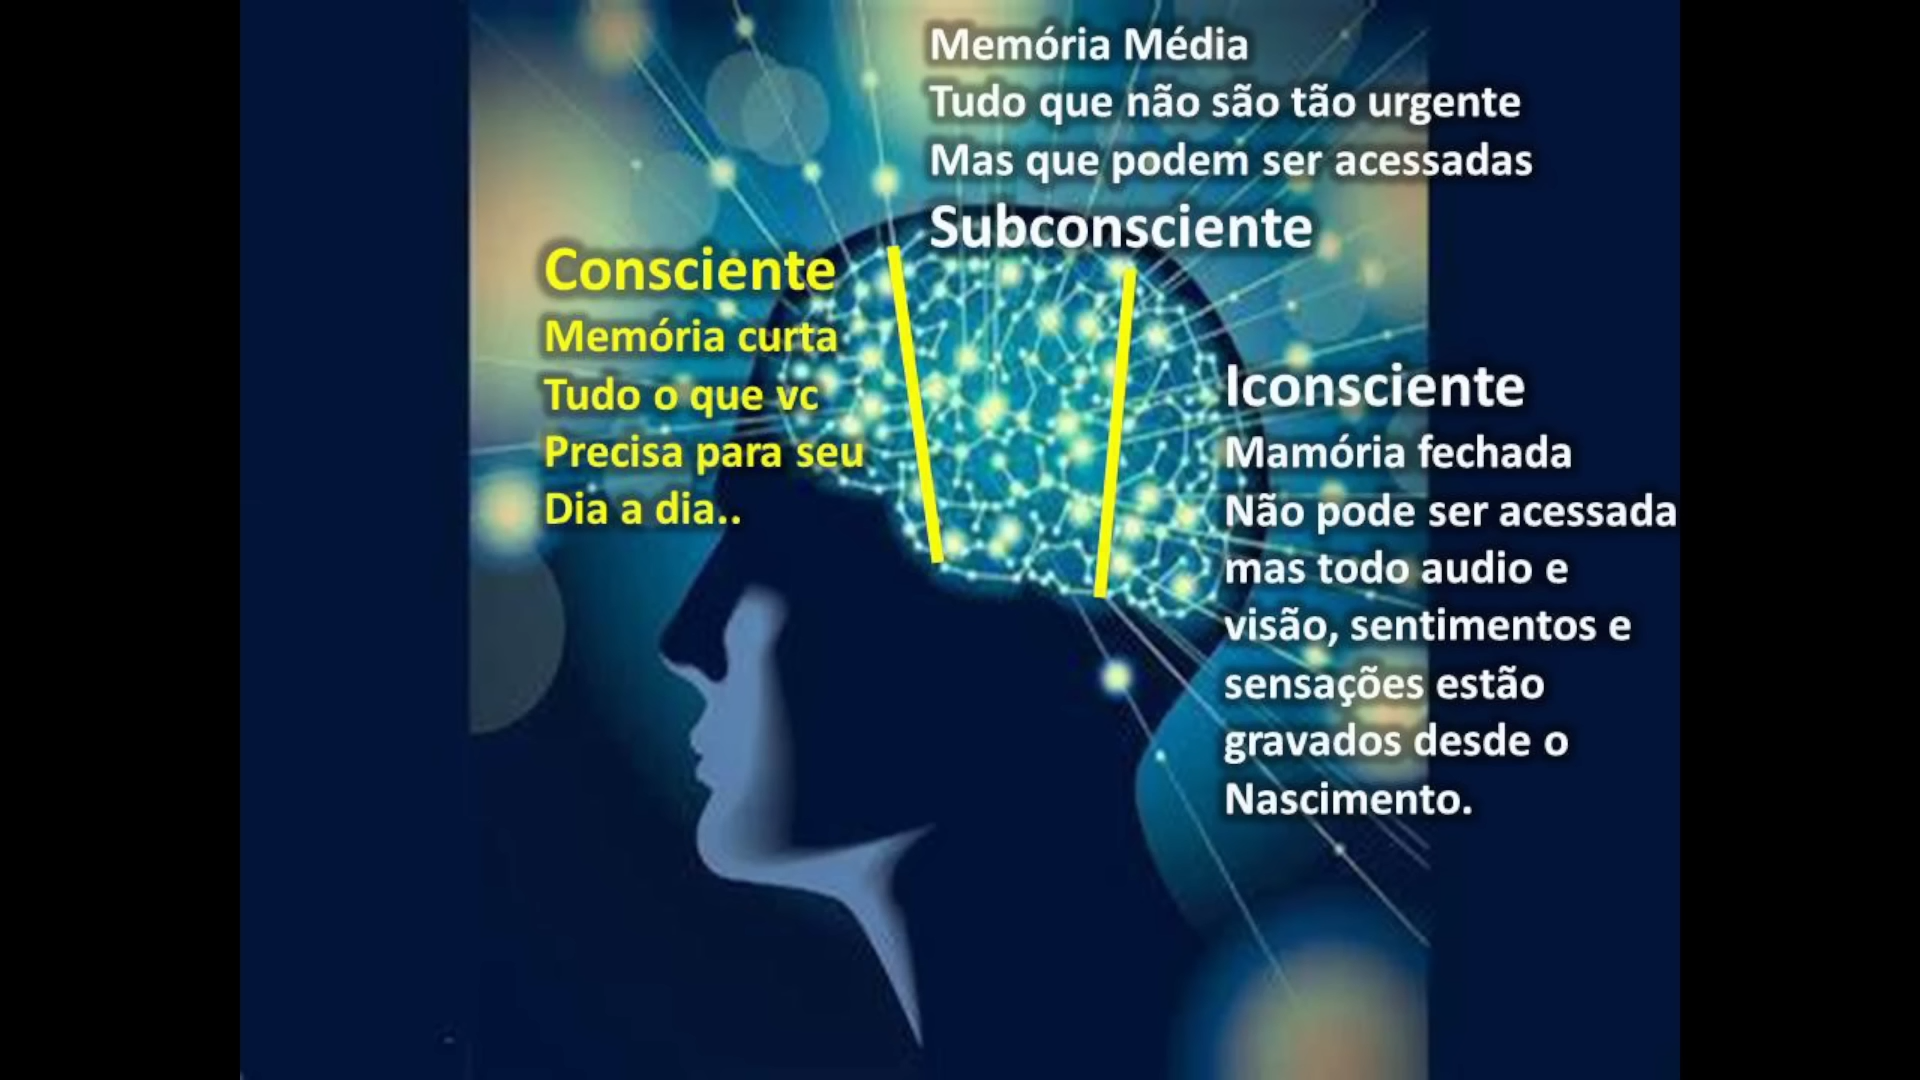 Memória Média
Tudo que não são tão urgente
Mas que podem ser acessadas
Subconsciente
Consciente
Memória curta
Tudo o que vc
Precisa para seu
Dia a dia..
Iconsciente
Mamória fechada
Não pode ser acessada
mas todo audio e
visão, sentimentos e
sensações estão
gravados desde o
Nascimento.